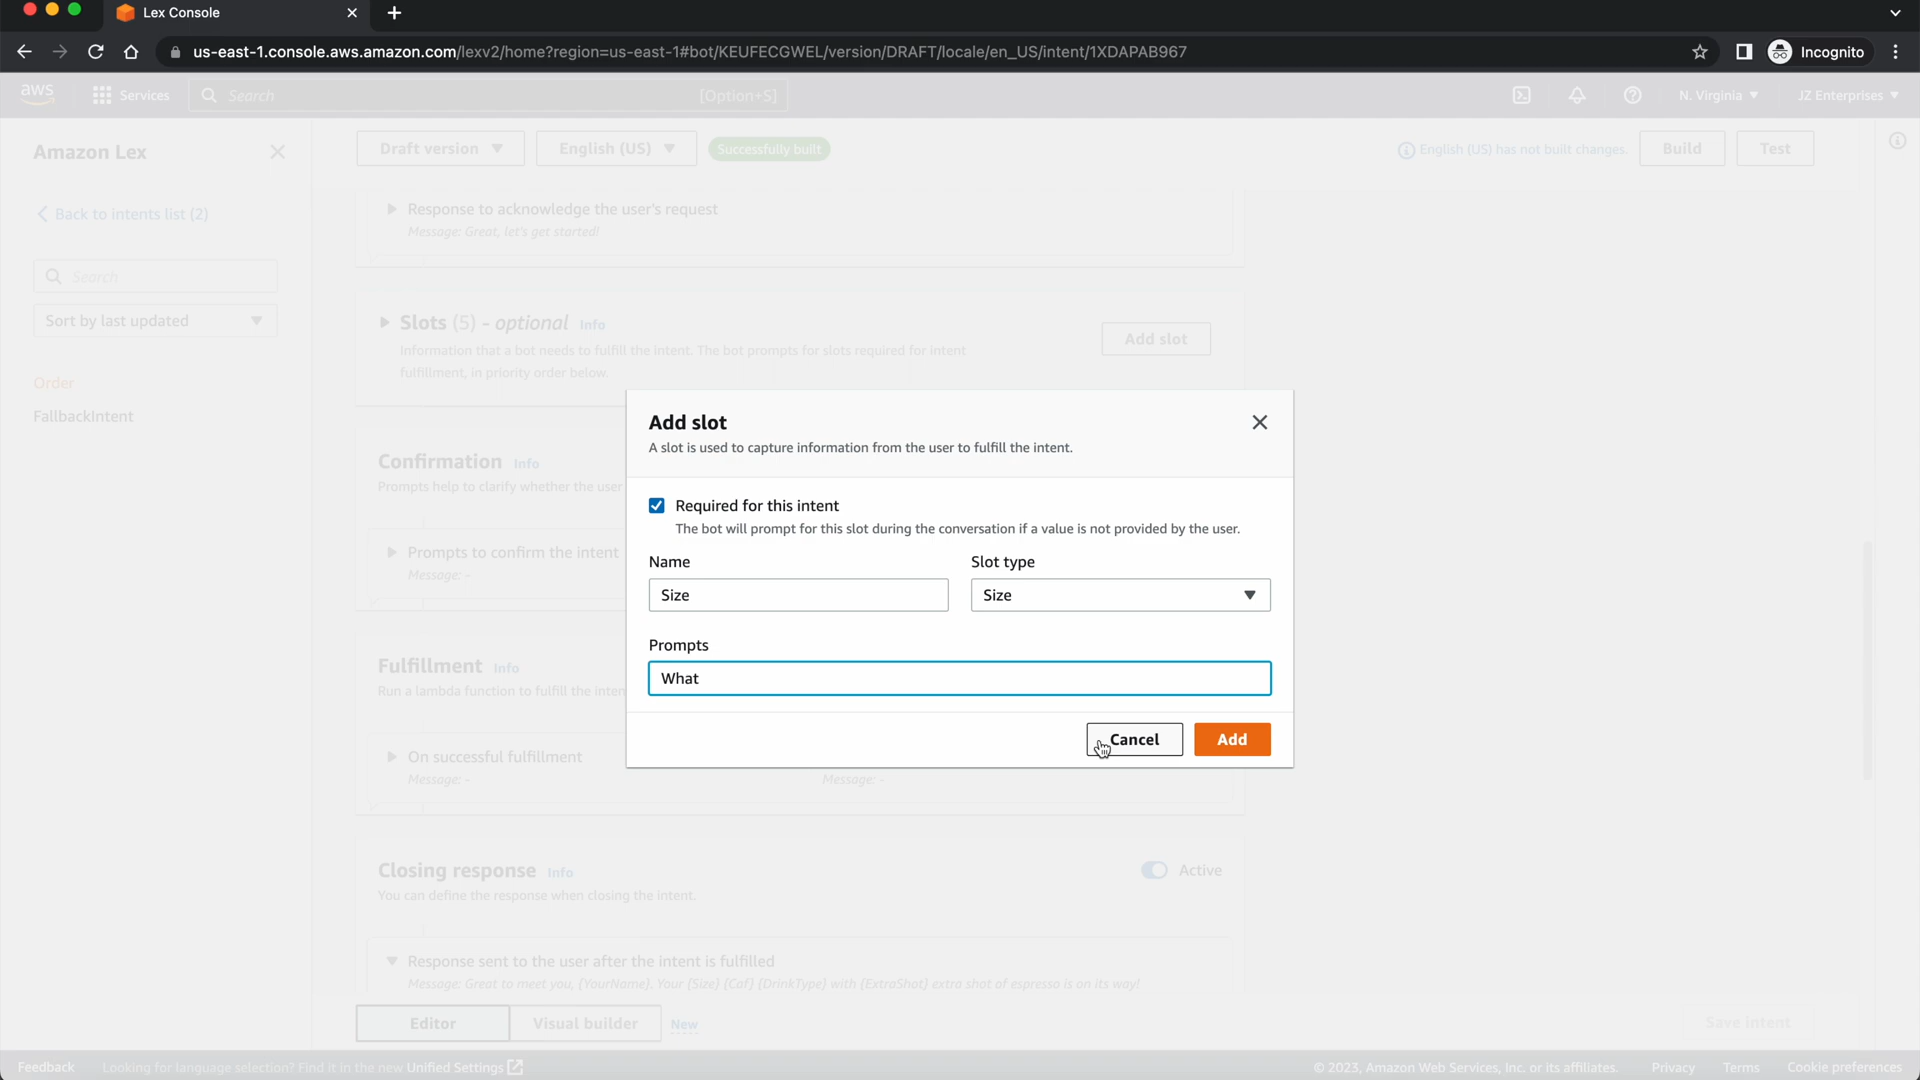 Lex Console
us-east-1.console.aws.amazon.com/lexv2/home?region=us-east-1#bot/KEUFECGWEL/version/DRAFT/locale/en_US/intent/1XDAPAB967
Incognito
aws
Services
Search
[Option+S]
N. Virginia
JZ Enterprises
Amazon Lex
Draft version
English (US)
Successfully built
English (US) has not built changes.
Build
Test
Back to intents list (2)
Search
Sort by last updated
Order
FallbackIntent
Response to acknowledge the user's request
Message: Great, let's get started!
Slots (5) - optional Info
Information that a bot needs to fulfill the intent. The bot prompts for slots required for intent
fulfillment, in priority order below.
Add slot
Confirmation Info
Prompts help to clarify whether the user
Prompts to confirm the intent
Message: -
Fulfillment Info
Run a lambda function to fulfill the inten
On successful fulfillment
Message: -
Message: -
Add slot
A slot is used to capture information from the user to fulfill the intent.
Required for this intent
The bot will prompt for this slot during the conversation if a value is not provided by the user.
Name
Slot type
Size
Size
Prompts
What
Cancel
Add
Closing response Info
Active
You can define the response when closing the intent.
Response sent to the user after the intent is fulfilled
Message: Great to meet you, {YourName}. Your {Size} {Caf} {DrinkType} with {ExtraShot} extra shot of espresso is on its way!
Editor
Visual builder
New
Save intent
Feedback
Looking for language selection? Find it in the new Unified Settings
© 2023, Amazon Web Services, Inc. or its affiliates.
Privacy
Terms
Cookie preferences